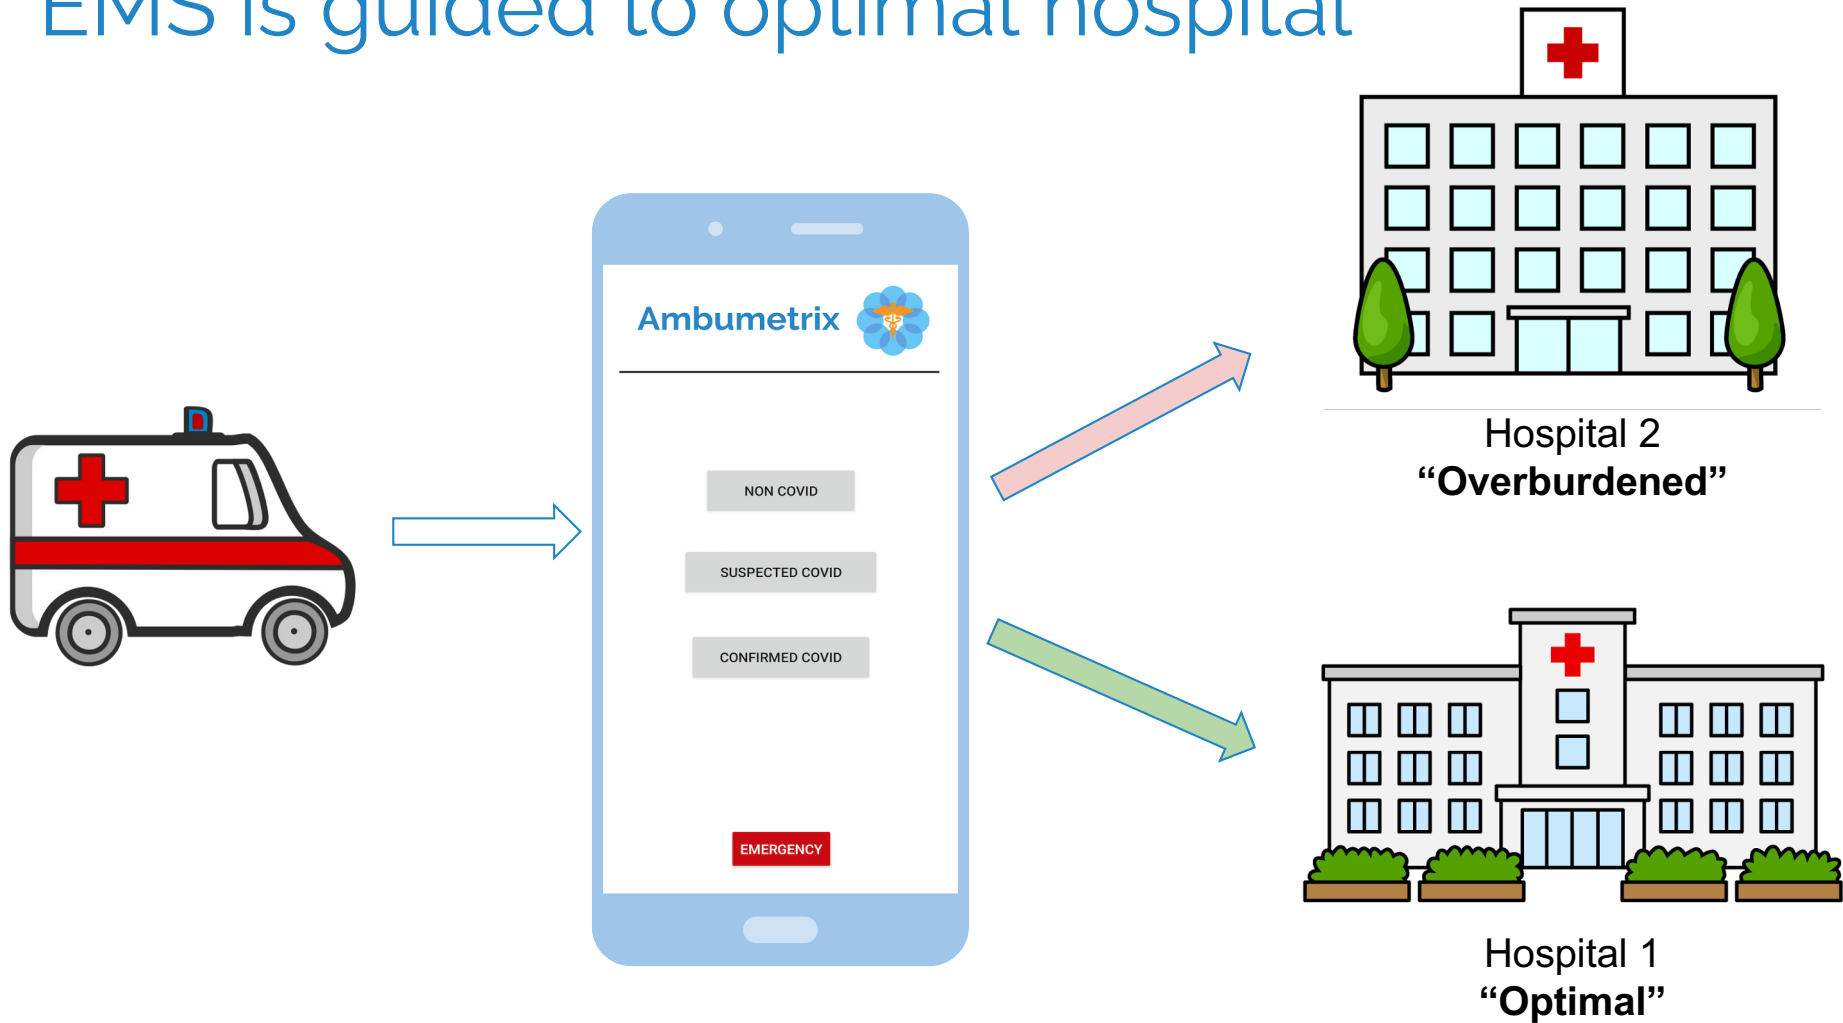 EMS is guided to optimal hospital
Ambumetrix
NON COVID
SUSPECTED COVID
CONFIRMED COVID
EMERGENCY
Hospital 2
“Overburdened”
Hospital 1
“Optimal”